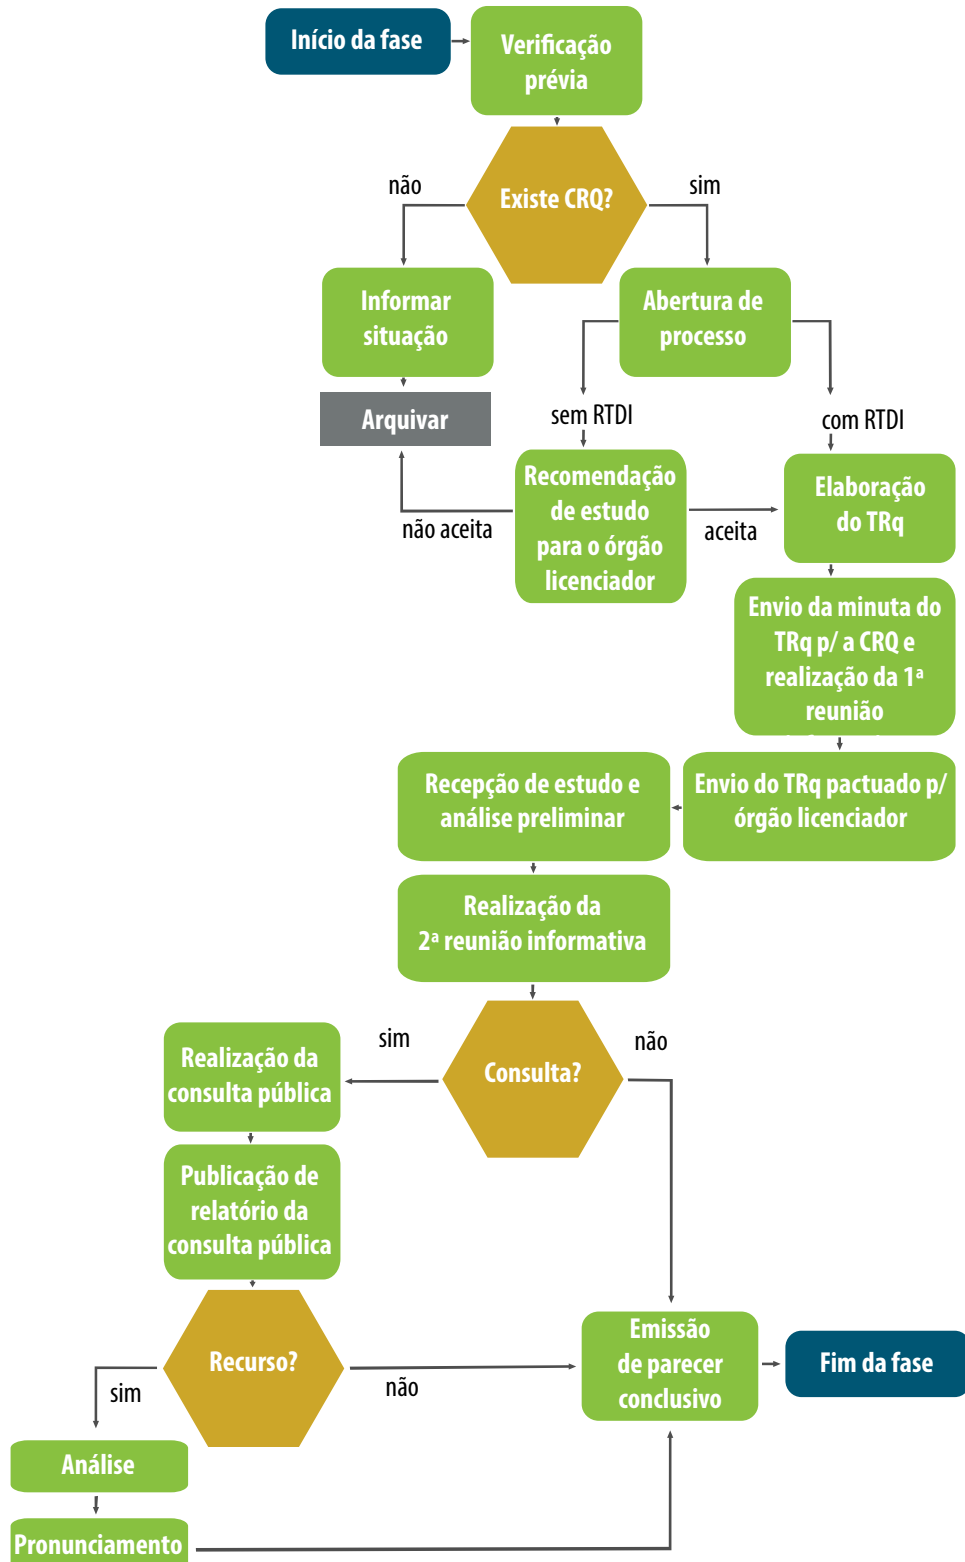 Início da fase
Verificação
prévia
Existe CRQ?
não
sim
Informar
situação
Abertura de
processo
Arquivar
sem RTDI
com RTDI
Recomendação
de estudo
para o órgão
licenciador
não aceita
aceita
Elaboração
do TRq
Envio da minuta do
TRq p/ a CRQ e
realização da 1ª
reunião
Envio do TRq pactuado p/
órgão licenciador
Recepção de estudo e
análise preliminar
Realização da
2ª reunião informativa
Consulta?
sim
não
Realização da
consulta pública
Publicação de
relatório da
consulta pública
Recurso?
sim
não
Emissão
de parecer
conclusivo
Fim da fase
Análise
Pronunciamento